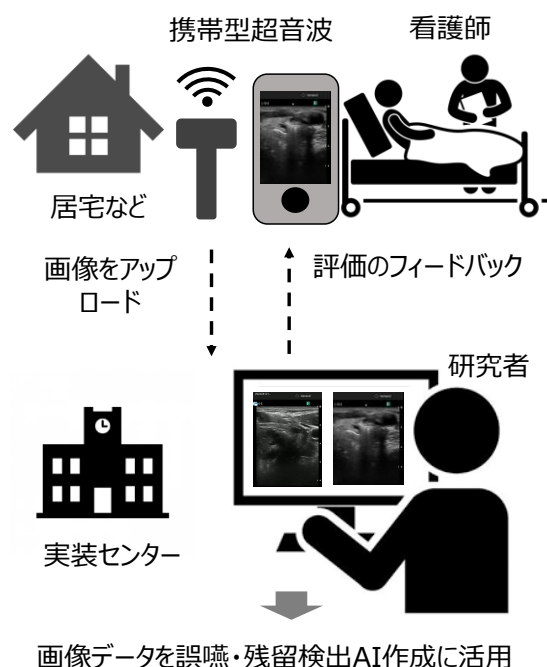 携帯型超音波
看護師
居宅など
画像をアップ
ロード
評価のフィードバック
研究者
実装センター
画像データを誤嚥・残留検出AI作成に活用